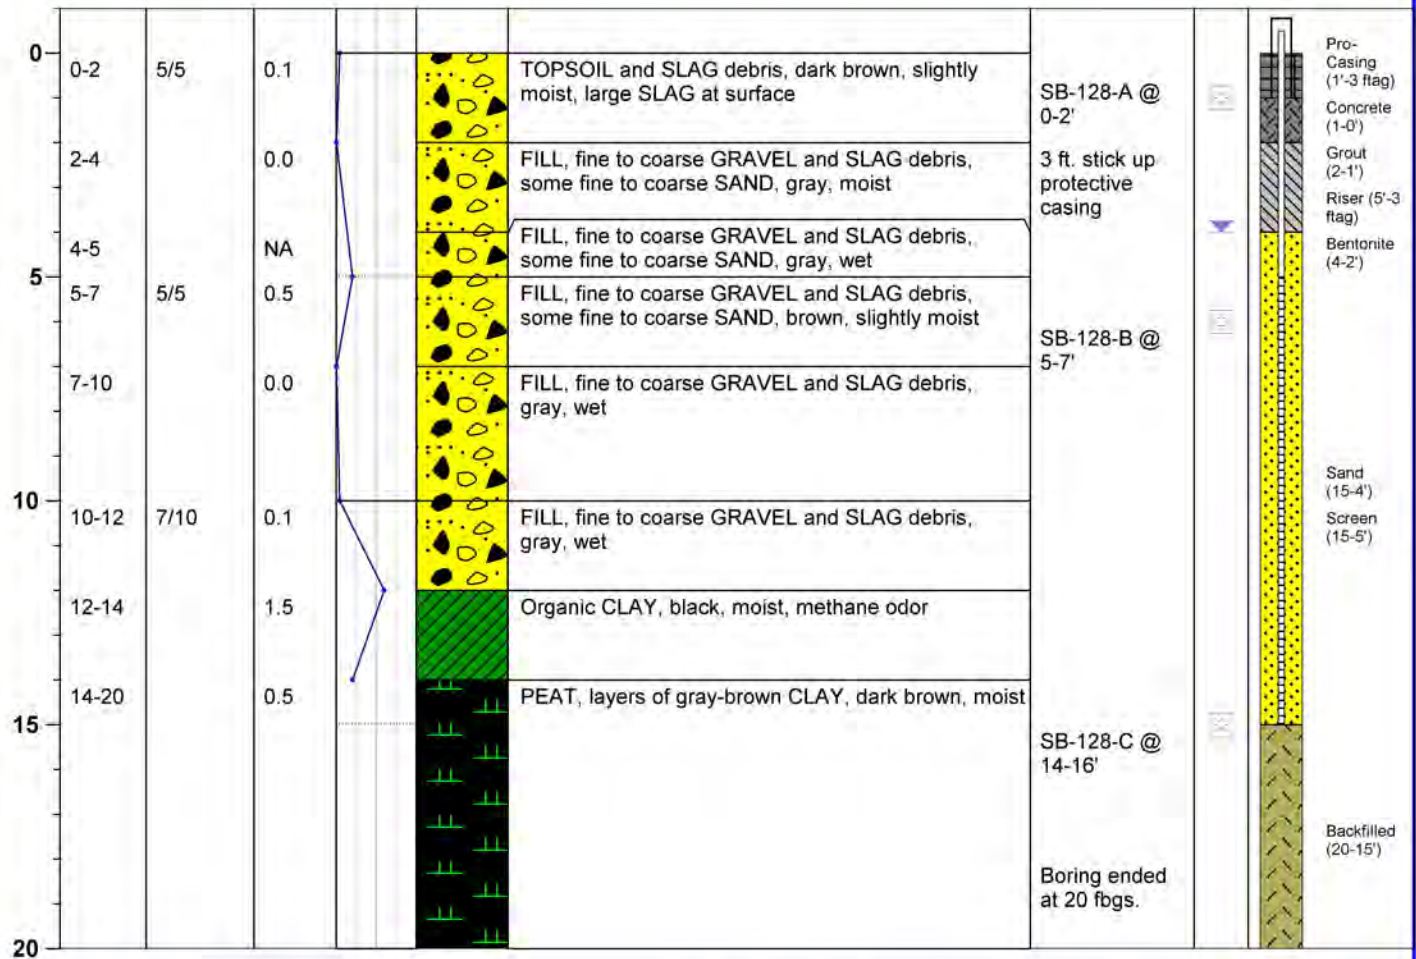 0
0-2
5/5
0.1
TOPSOIL and SLAG debris, dark brown, slightly
moist, large SLAG at surface
SB-128-A @
0-2'
Pro-
Casing
(1'-3 ftag)
Concrete
(1-0')
2-4
0.0
FILL, fine to coarse GRAVEL and SLAG debris,
some fine to coarse SAND, gray, moist
3 ft. stick up
protective
casing
Grout
(2-1')
Riser (5'-3
ftag)
4-5
NA
FILL, fine to coarse GRAVEL and SLAG debris,
some fine to coarse SAND, gray, wet
Bentonite
(4-2')
5
5-7
5/5
0.5
FILL, fine to coarse GRAVEL and SLAG debris,
some fine to coarse SAND, brown, slightly moist
SB-128-B @
5-7'
7-10
0.0
FILL, fine to coarse GRAVEL and SLAG debris,
gray, wet
Sand
(15-4')
Screen
(15-5')
10
10-12
7/10
0.1
FILL, fine to coarse GRAVEL and SLAG debris,
gray, wet
12-14
1.5
Organic CLAY, black, moist, methane odor
14-20
0.5
PEAT, layers of gray-brown CLAY, dark brown, moist
15
SB-128-C @
14-16'
Backfilled
(20-15')
Boring ended
at 20 fbgs.
20